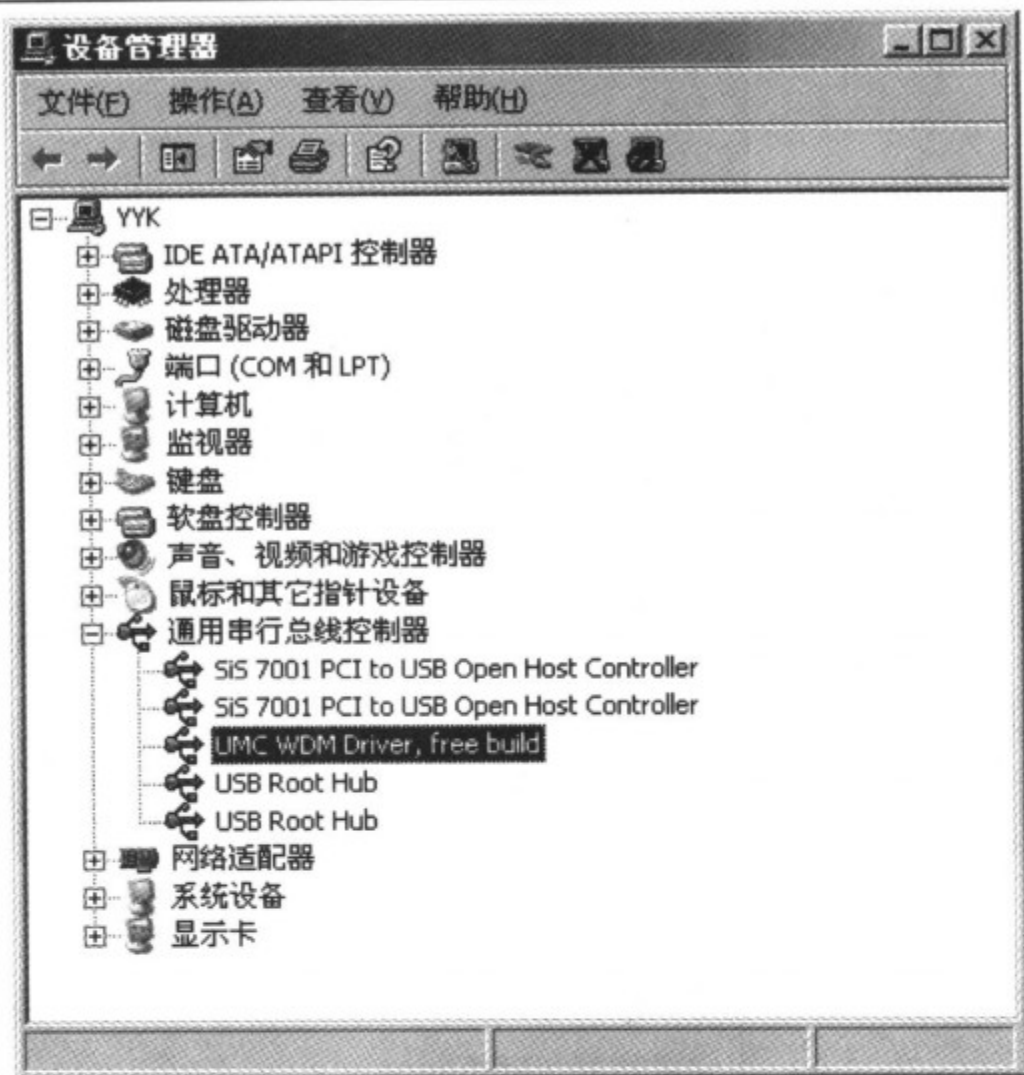 设备管理器
文件(F) 操作(A) 查看(V) 帮助(H)
YYK
IDE ATA/ATAPI 控制器
处理器
磁盘驱动器
端口 (COM 和 LPT)
计算机
监视器
键盘
软盘控制器
声音、视频和游戏控制器
鼠标和其它指针设备
通用串行总线控制器
SiS 7001 PCI to USB Open Host Controller
SiS 7001 PCI to USB Open Host Controller
UMC WDM Driver, free build
USB Root Hub
USB Root Hub
网络适配器
系统设备
显示卡